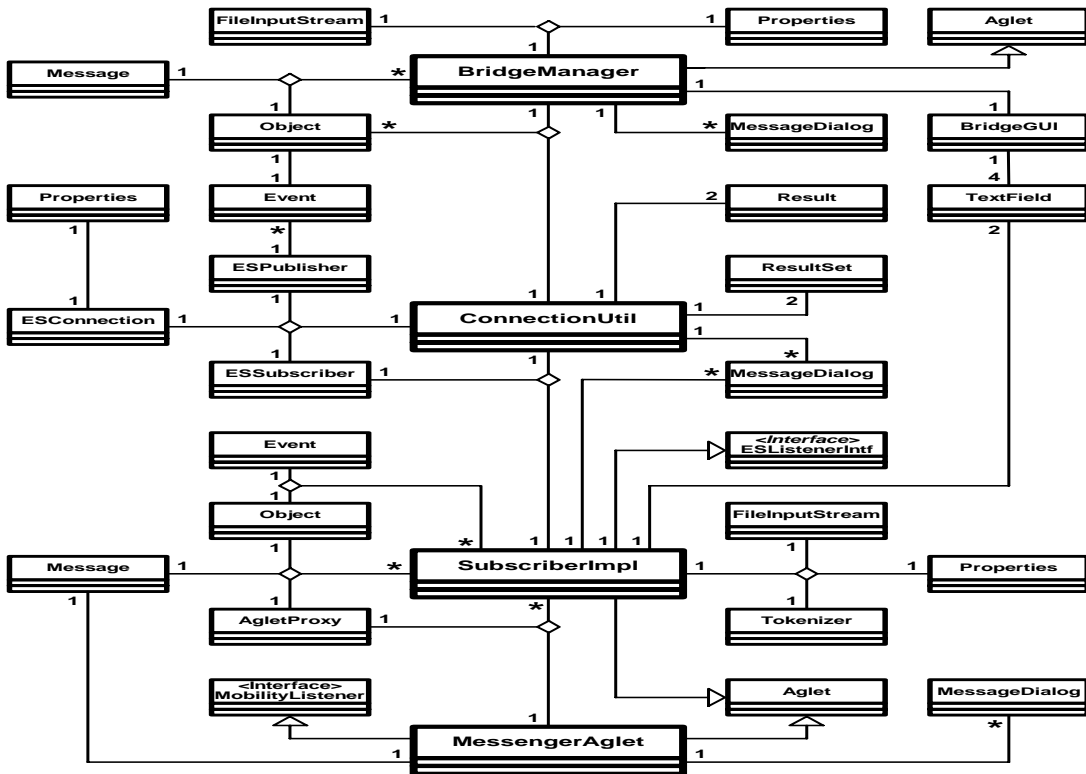 FileInputStream 1 1 Properties Aglet
1
Message 1 * BridgeManager 1
1 1 1 1 1
Object * * MessageDialog BridgeGUI
1 1
1 4
Properties Event 2 Result TextField
1 * 2
1
ESPublisher ResultSet
1 1 1 1 1 2
ESConnection 1 1 ConnectionUtil 1
1 1 *
ESSubscriber 1 * MessageDialog
Event <Interface>
1 ESListenerIntf
1
Object FileInputStream
1 * 1 1 1 1 1
Message 1 * SubscriberImpl 1 1 Properties
1 1 * 1
AgletProxy 1 Tokenizer
<Interface>
MobilityListener Aglet MessageDialog
1 *
1 MessengerAglet 1